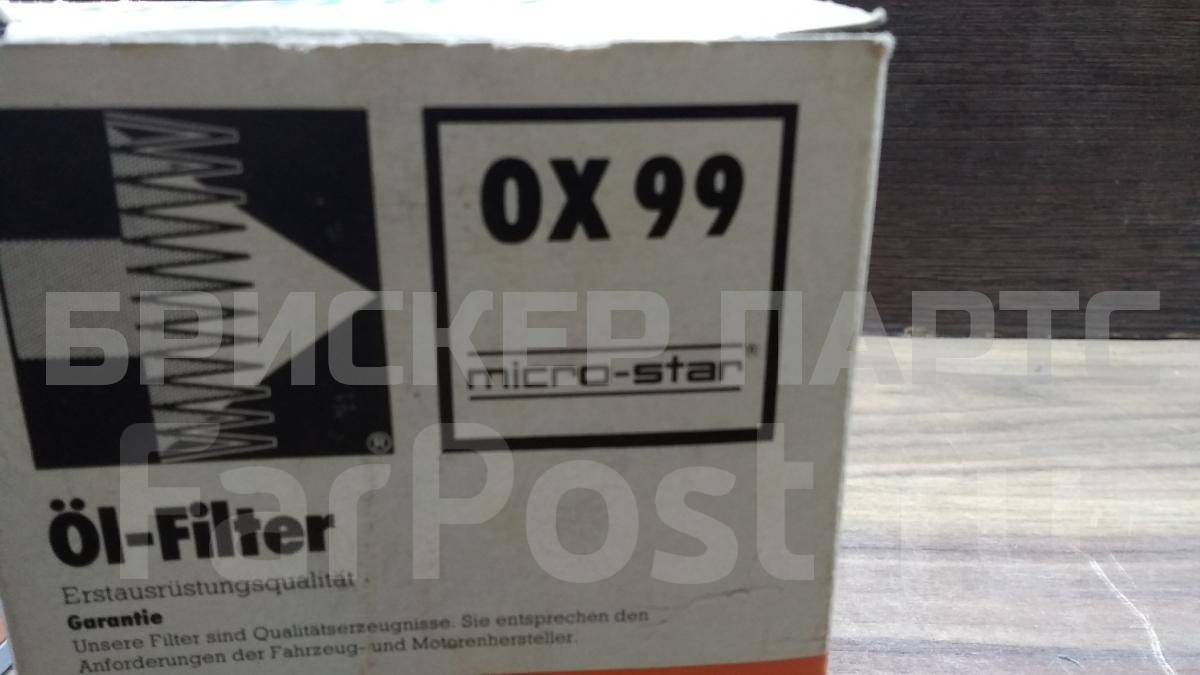 OX 99
micro-star®
®
Öl-Filter
Erstausrüstungsqualität
Garantie
Unsere Filter sind Qualitätserzeugnisse. Sie entsprechen den
Anforderungen der Fahrzeug- und Motorenhersteller.
БРИСКЕР ПАРТС
farPost RU